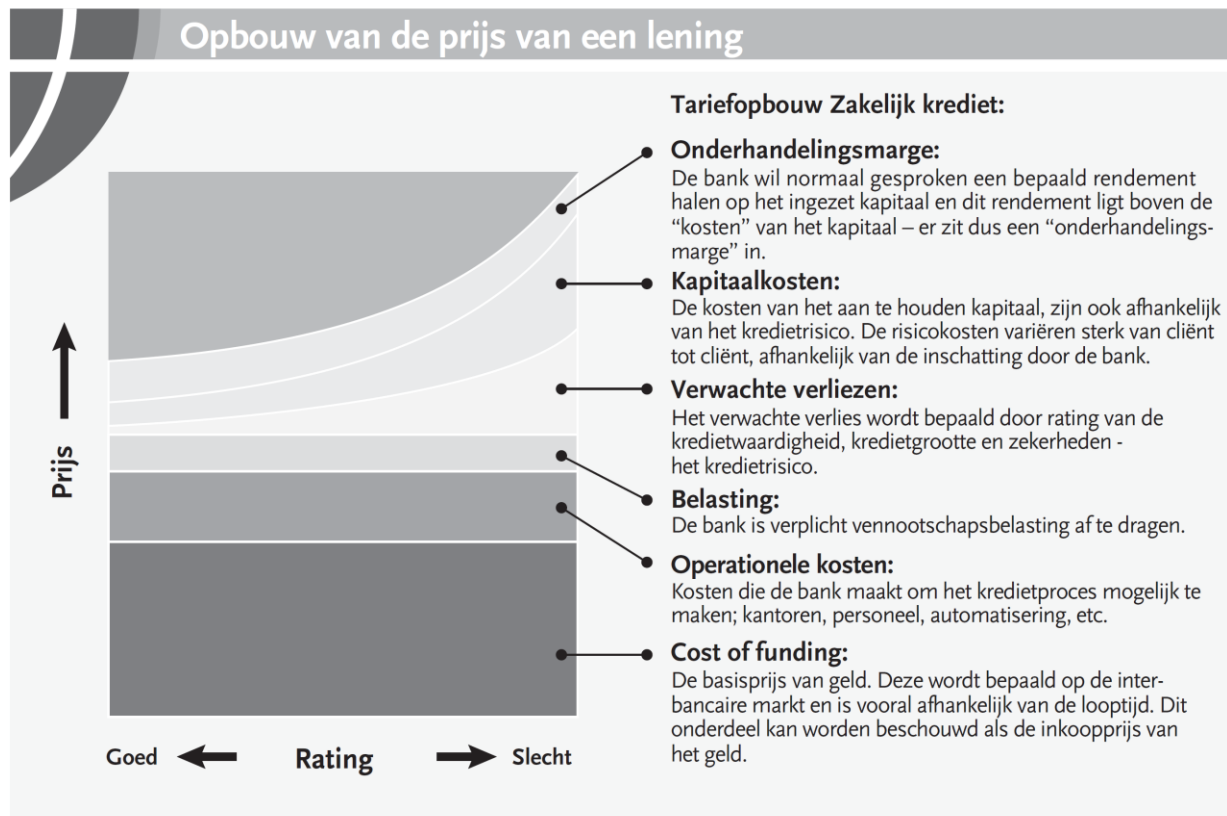 Opbouw van de prijs van een lening
Tariefopbouw Zakelijk krediet:
Onderhandelingsmarge:
De bank wil normaal gesproken een bepaald rendement
halen op het ingezet kapitaal en dit rendement ligt boven de
“kosten” van het kapitaal – er zit dus een “onderhandelings-
marge” in.
Kapitaalkosten:
De kosten van het aan te houden kapitaal, zijn ook afhankelijk
van het kredietrisico. De risicokosten variëren sterk van cliënt
tot cliënt, afhankelijk van de inschatting door de bank.
Verwachte verliezen:
Het verwachte verlies wordt bepaald door rating van de
kredietwaardigheid, kredietgrootte en zekerheden -
het kredietrisico.
Belasting:
De bank is verplicht vennootschapsbelasting af te dragen.
Operationele kosten:
Kosten die de bank maakt om het kredietproces mogelijk te
maken; kantoren, personeel, automatisering, etc.
Cost of funding:
De basisprijs van geld. Deze wordt bepaald op de inter-
bancaire markt en is vooral afhankelijk van de looptijd. Dit
onderdeel kan worden beschouwd als de inkoopprijs van
het geld.
Prijs
Goed Rating Slecht